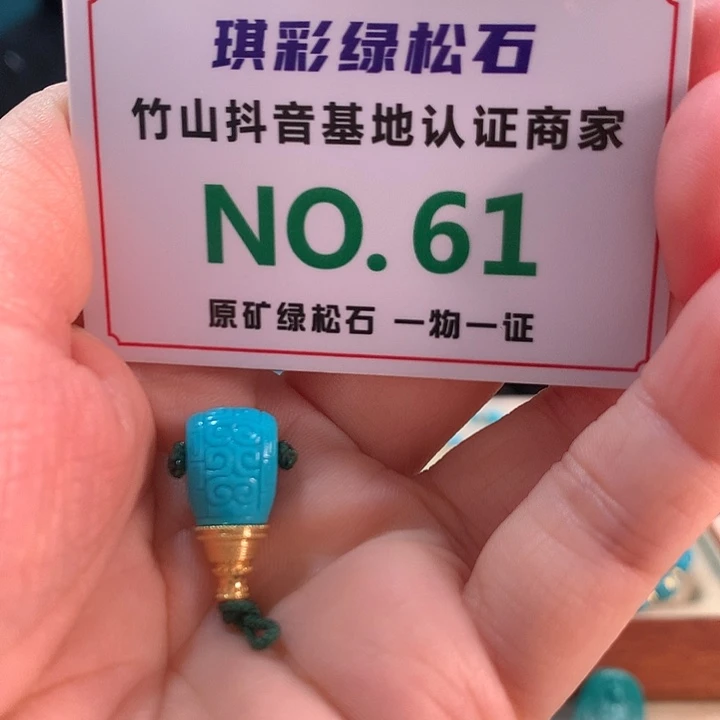 琪彩绿松石
竹山抖音基地认证商家
NO.61
原矿绿松石 一物一证